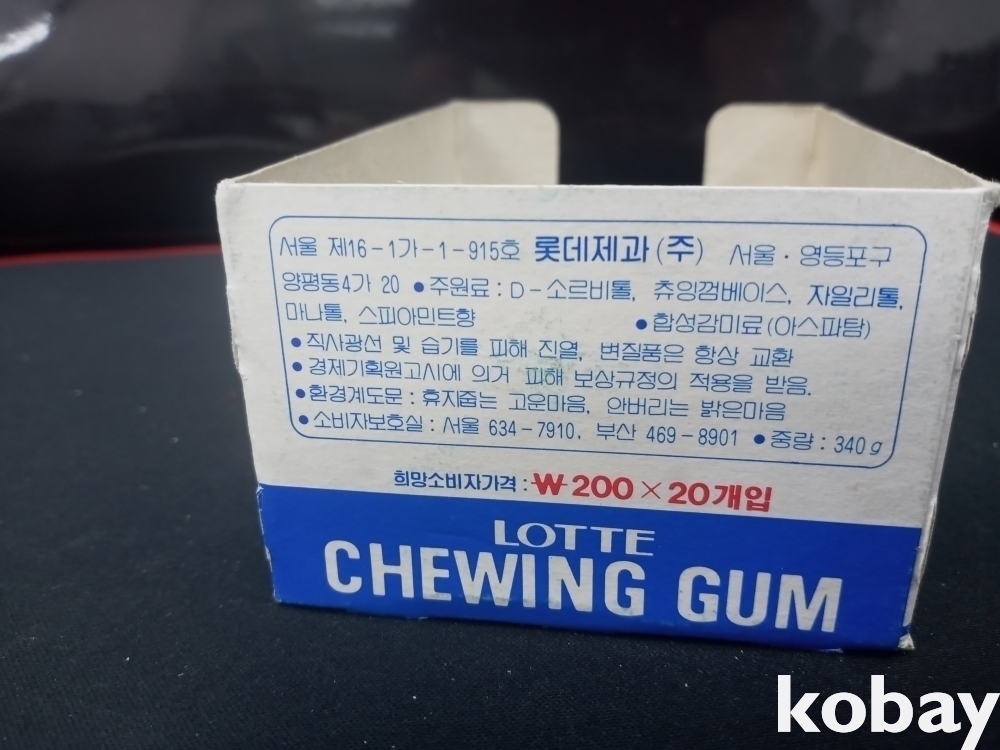 서울 제16-1가-1-915호 롯데제과(주) 서울·영등포구
양평동4가 20 ●주원료 : D-소르비톨, 츄잉껌베이스, 자일리톨,
마니톨, 스피아민트향 ●합성감미료(아스파탐)
●직사광선 및 습기를 피해 진열, 변질품은 항상 교환
●경제기획원고시에 의거 피해 보상규정의 적용을 받음.
●환경계도문 : 휴지줍는 고운마음, 안버리는 밝은마음
●소비자보호실 : 서울 634-7910, 부산 469-8901 ●중량 : 340g
희망소비자가격 : ₩200×20개입
LOTTE
CHEWING GUM
kobay